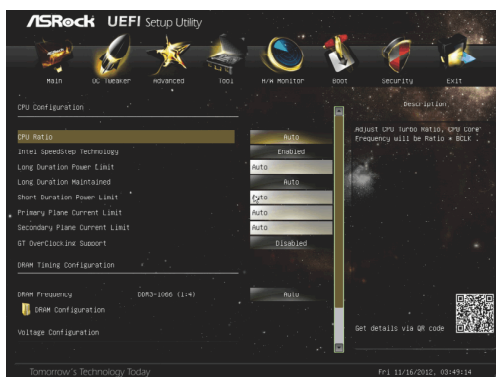 ASRock UEFI Setup Utility
Main OC Tweaker Advanced Tool H/W Monitor Boot Security Exit
CPU Configuration
Description
CPU Ratio Auto
Adjust CPU Turbo Ratio, CPU Core
Frequency will be Ratio * BCLK .
Intel SpeedStep Technology Enabled
Long Duration Power Limit Auto
Long Duration Maintained Auto
Short Duration Power Limit Auto
Primary Plane Current Limit Auto
Secondary Plane Current Limit Auto
GT OverClocking Support Disabled
DRAM Timing Configuration
DRAM Frequency DDR3-1066 (1:4) Auto
DRAM Configuration
Voltage Configuration
Get details via QR code
Tomorrow's Technology Today
Fri 11/16/2012, 03:49:14